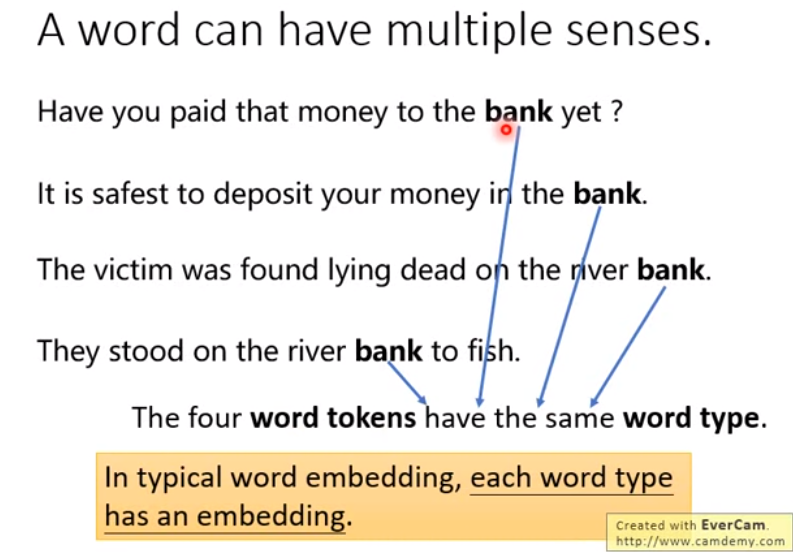 A word can have multiple senses.
Have you paid that money to the bank yet ?
It is safest to deposit your money in the bank.
The victim was found lying dead on the river bank.
They stood on the river bank to fish.
The four word tokens have the same word type.
In typical word embedding, each word type
has an embedding.
Created with EverCam.
http://www.camdemy.com